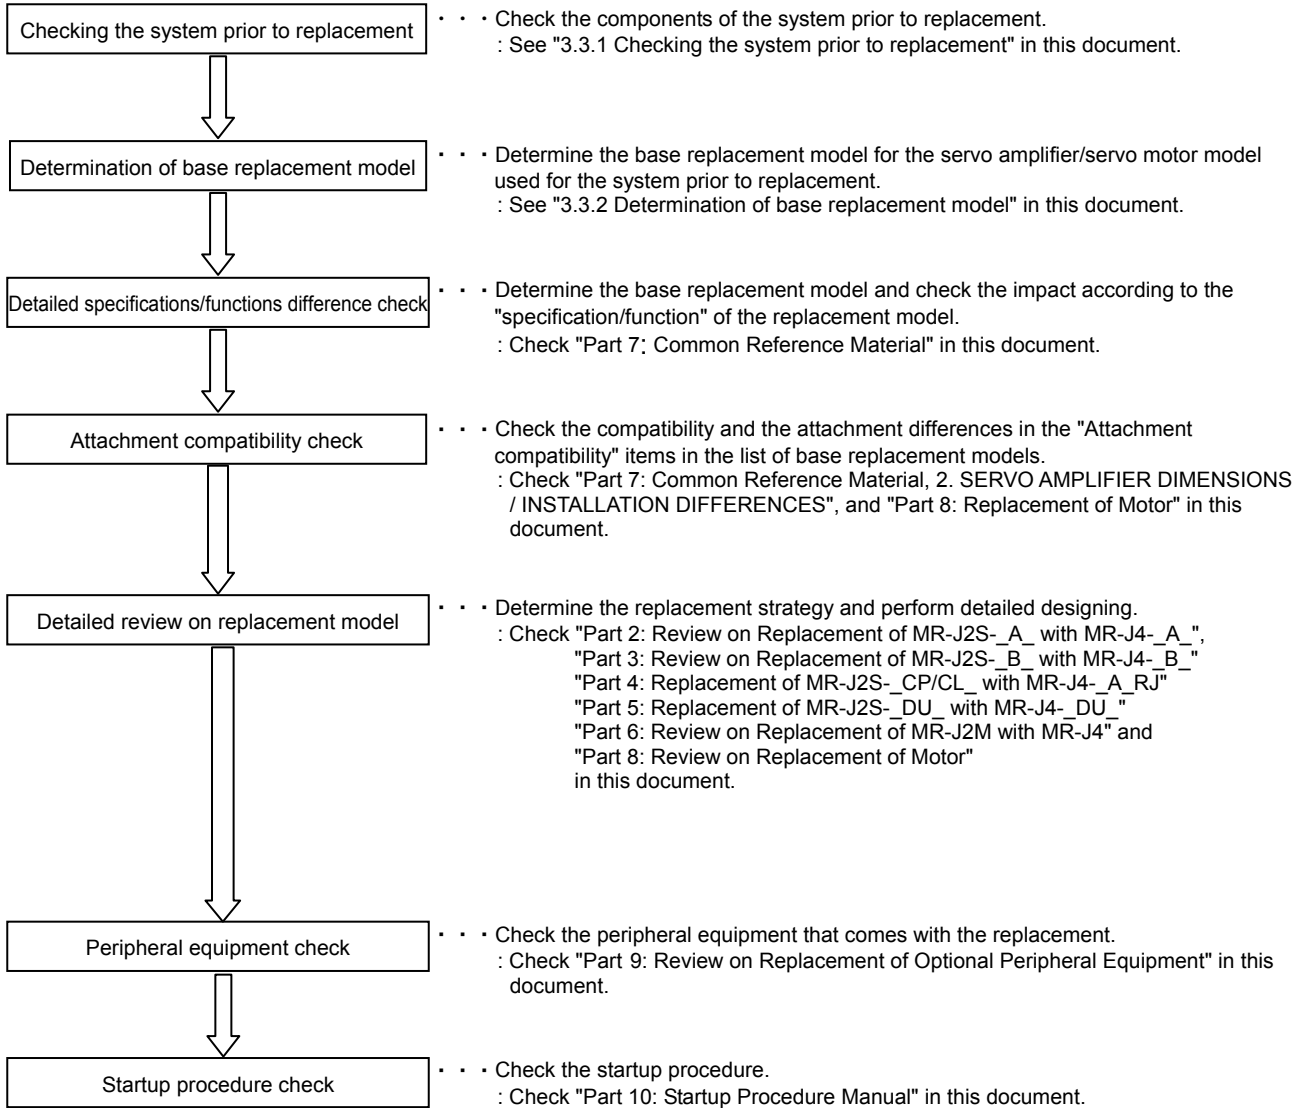 Checking the system prior to replacement
・・・Check the components of the system prior to replacement.
: See "3.3.1 Checking the system prior to replacement" in this document.
Determination of base replacement model
・・・Determine the base replacement model for the servo amplifier/servo motor model
used for the system prior to replacement.
: See "3.3.2 Determination of base replacement model" in this document.
Detailed specifications/functions difference check
・・・Determine the base replacement model and check the impact according to the
"specification/function" of the replacement model.
: Check "Part 7: Common Reference Material" in this document.
Attachment compatibility check
・・・Check the compatibility and the attachment differences in the "Attachment
compatibility" items in the list of base replacement models.
: Check "Part 7: Common Reference Material, 2. SERVO AMPLIFIER DIMENSIONS
/ INSTALLATION DIFFERENCES", and "Part 8: Replacement of Motor" in this
document.
Detailed review on replacement model
・・・Determine the replacement strategy and perform detailed designing.
: Check "Part 2: Review on Replacement of MR-J2S-_A_ with MR-J4-_A_",
"Part 3: Review on Replacement of MR-J2S-_B_ with MR-J4-_B_"
"Part 4: Replacement of MR-J2S-_CP/CL_ with MR-J4-_A_RJ"
"Part 5: Replacement of MR-J2S-_DU_ with MR-J4-_DU_"
"Part 6: Review on Replacement of MR-J2M with MR-J4" and
"Part 8: Review on Replacement of Motor"
in this document.
Peripheral equipment check
・・・Check the peripheral equipment that comes with the replacement.
: Check "Part 9: Review on Replacement of Optional Peripheral Equipment" in this
document.
Startup procedure check
・・・Check the startup procedure.
: Check "Part 10: Startup Procedure Manual" in this document.